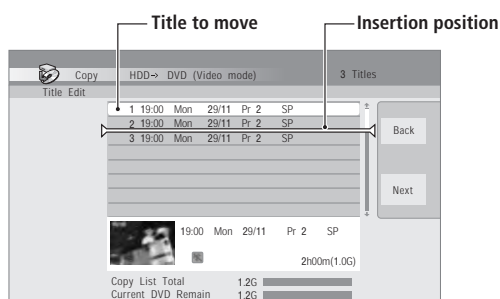 Title to move Insertion position
Copy HDD→ DVD (Video mode) 3 Titles
Title Edit
1 19:00 Mon 29/11 Pr 2 SP
2 19:00 Mon 29/11 Pr 2 SP
3 19:00 Mon 29/11 Pr 2 SP
Back
Next
19:00 Mon 29/11 Pr 2 SP
2h00m(1.0G)
Copy List Total 1.2G
Current DVD Remain 1.2G